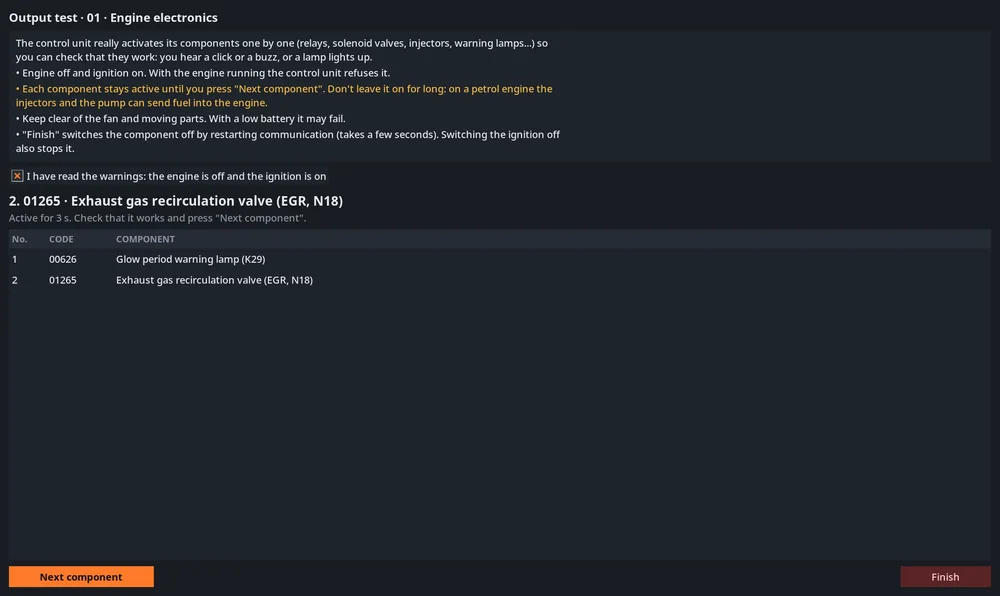 Output test · 01 · Engine electronics
The control unit really activates its components one by one (relays, solenoid valves, injectors, warning lamps...) so
you can check that they work: you hear a click or a buzz, or a lamp lights up.
• Engine off and ignition on. With the engine running the control unit refuses it.
• Each component stays active until you press "Next component". Don't leave it on for long: on a petrol engine the
injectors and the pump can send fuel into the engine.
• Keep clear of the fan and moving parts. With a low battery it may fail.
• "Finish" switches the component off by restarting communication (takes a few seconds). Switching the ignition off
also stops it.
I have read the warnings: the engine is off and the ignition is on
2. 01265 · Exhaust gas recirculation valve (EGR, N18)
Active for 3 s. Check that it works and press "Next component".
No. CODE COMPONENT
1 00626 Glow period warning lamp (K29)
2 01265 Exhaust gas recirculation valve (EGR, N18)
Next component Finish